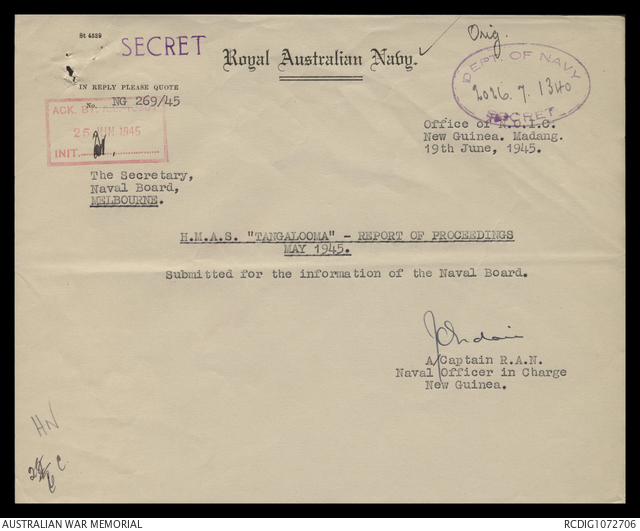 St 4539
SECRET
Orig.
Royal Australian Navy.
DEPT OF NAVY
2026.7.1340
SECRET
IN REPLY PLEASE QUOTE
No. NG 269/45
ACK. BY
25 JUN 1945
INIT.
Office of N.O.I.C.
New Guinea. Madang.
19th June, 1945.
The Secretary,
Naval Board,
MELBOURNE.
H.M.A.S. "TANGALOOMA" - REPORT OF PROCEEDINGS
MAY 1945.
Submitted for the information of the Naval Board.
A/Captain R.A.N.
Naval Officer in Charge
New Guinea.
HN
AUSTRALIAN WAR MEMORIAL
RCDIG1072706